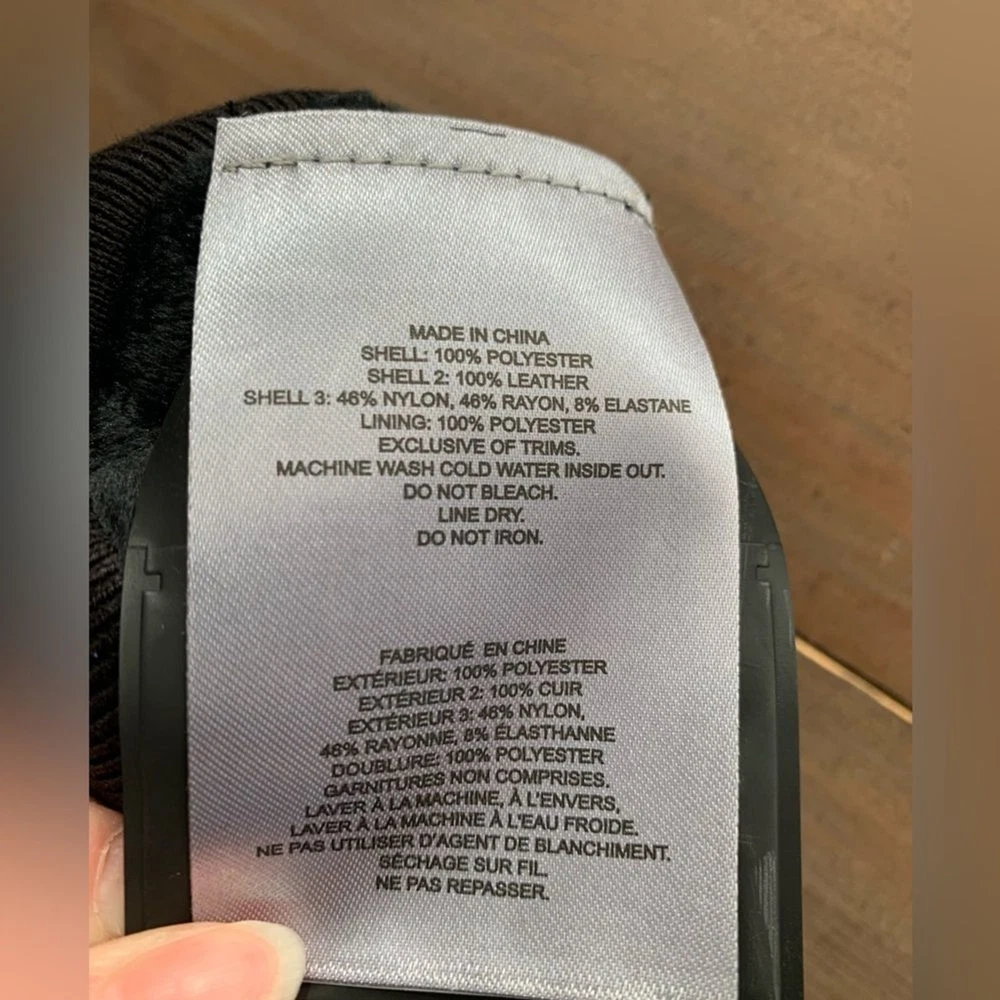 MADE IN CHINA
SHELL: 100% POLYESTER
SHELL 2: 100% LEATHER
SHELL 3: 46% NYLON, 46% RAYON, 8% ELASTANE
LINING: 100% POLYESTER
EXCLUSIVE OF TRIMS.
MACHINE WASH COLD WATER INSIDE OUT.
DO NOT BLEACH.
LINE DRY.
DO NOT IRON.
FABRIQUÉ EN CHINE
EXTÉRIEUR: 100% POLYESTER
EXTÉRIEUR 2: 100% CUIR
EXTÉRIEUR 3: 46% NYLON,
46% RAYONNE, 8% ÉLASTHANNE
DOUBLURE: 100% POLYESTER
GARNITURES NON COMPRISES.
LAVER À LA MACHINE, À L'ENVERS,
LAVER À LA MACHINE À L'EAU FROIDE.
NE PAS UTILISER D'AGENT DE BLANCHIMENT.
SÉCHAGE SUR FIL.
NE PAS REPASSER.